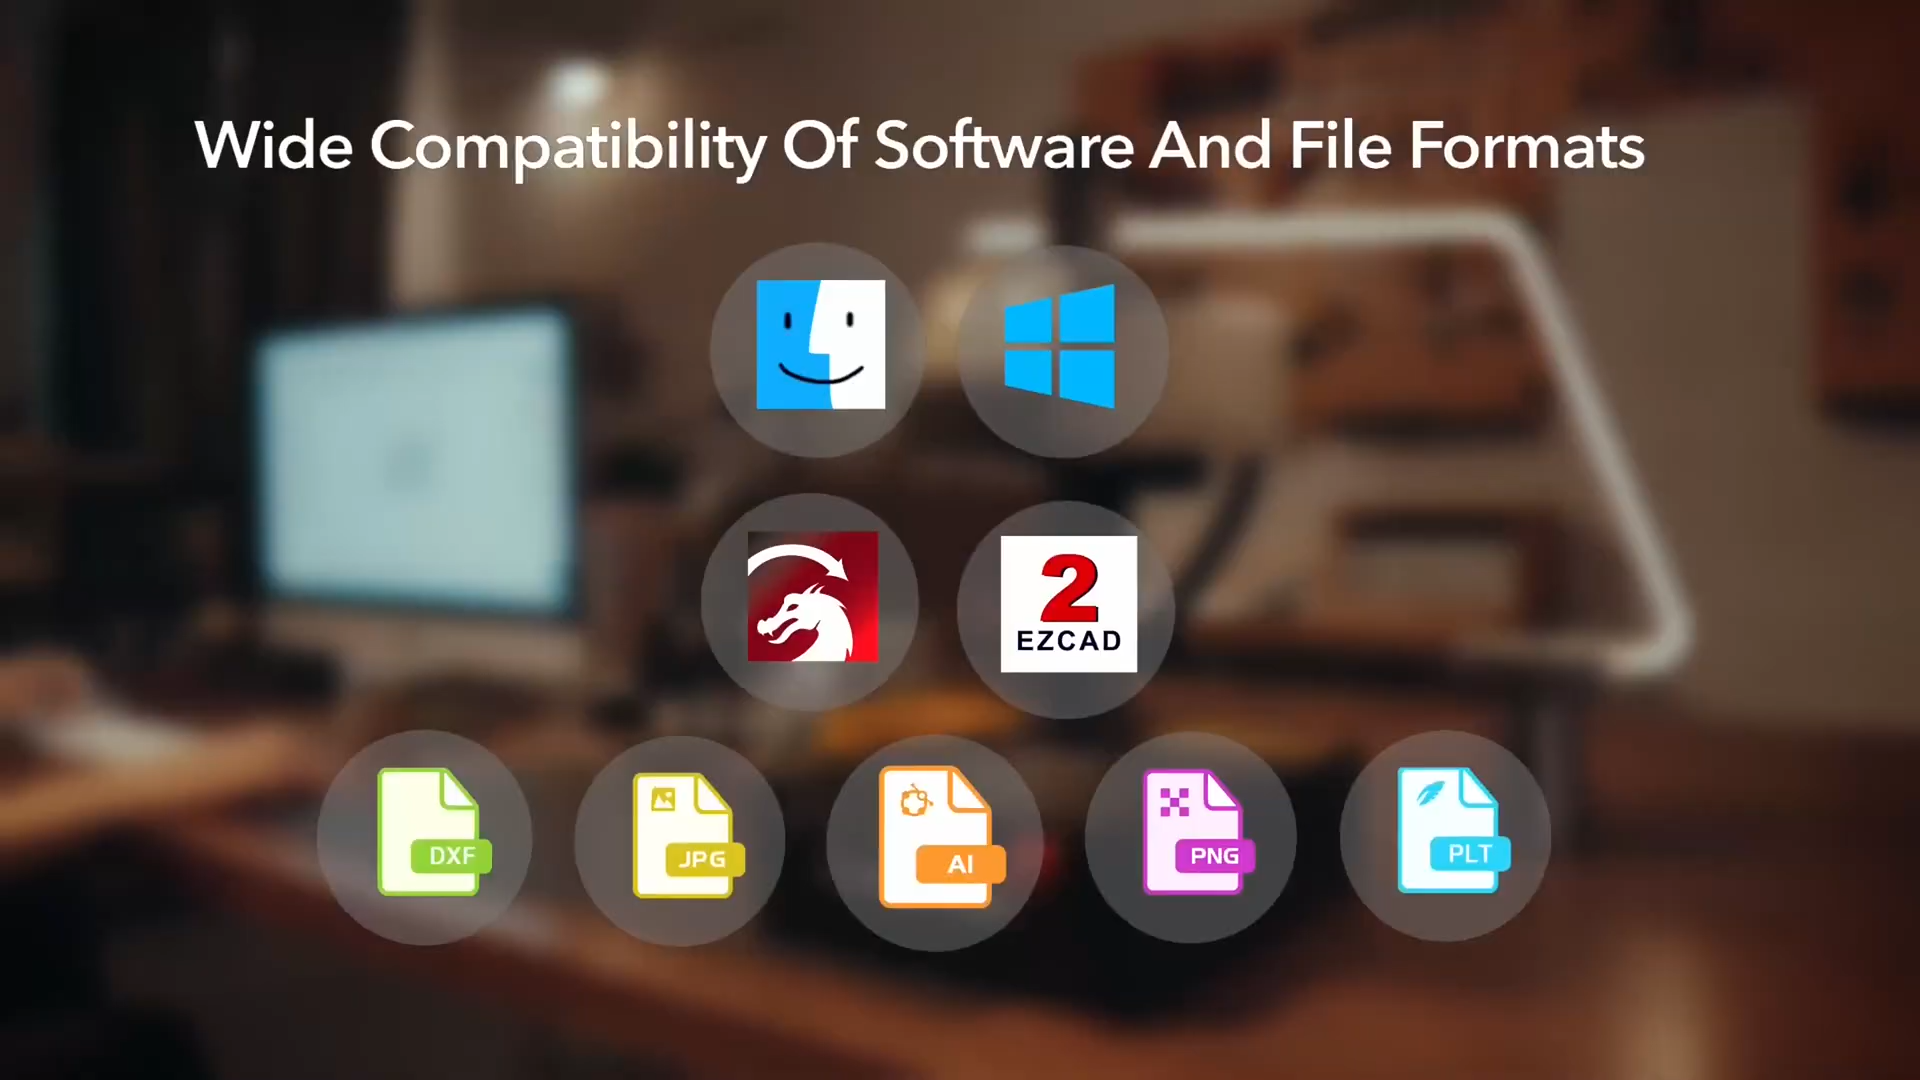 Wide Compatibility Of Software And File Formats
2
EZCAD
DXF
JPG
AI
PNG
PLT